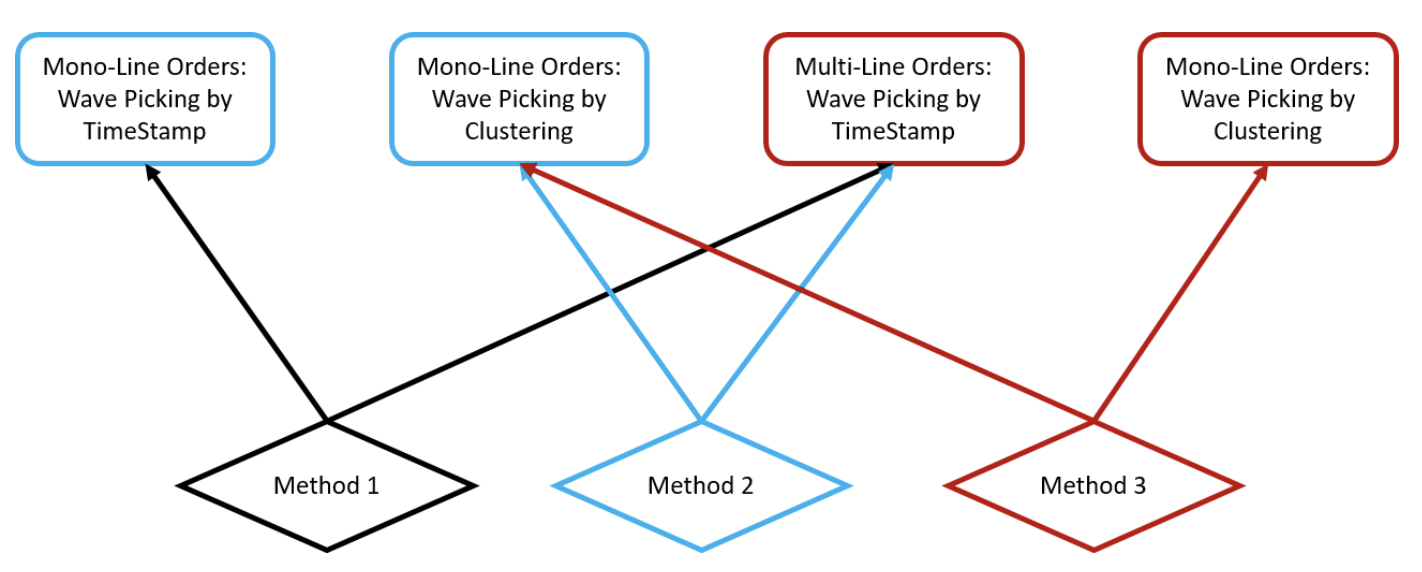 Mono-Line Orders:
Wave Picking by
TimeStamp
Mono-Line Orders:
Wave Picking by
Clustering
Multi-Line Orders:
Wave Picking by
TimeStamp
Mono-Line Orders:
Wave Picking by
Clustering
Method 1
Method 2
Method 3